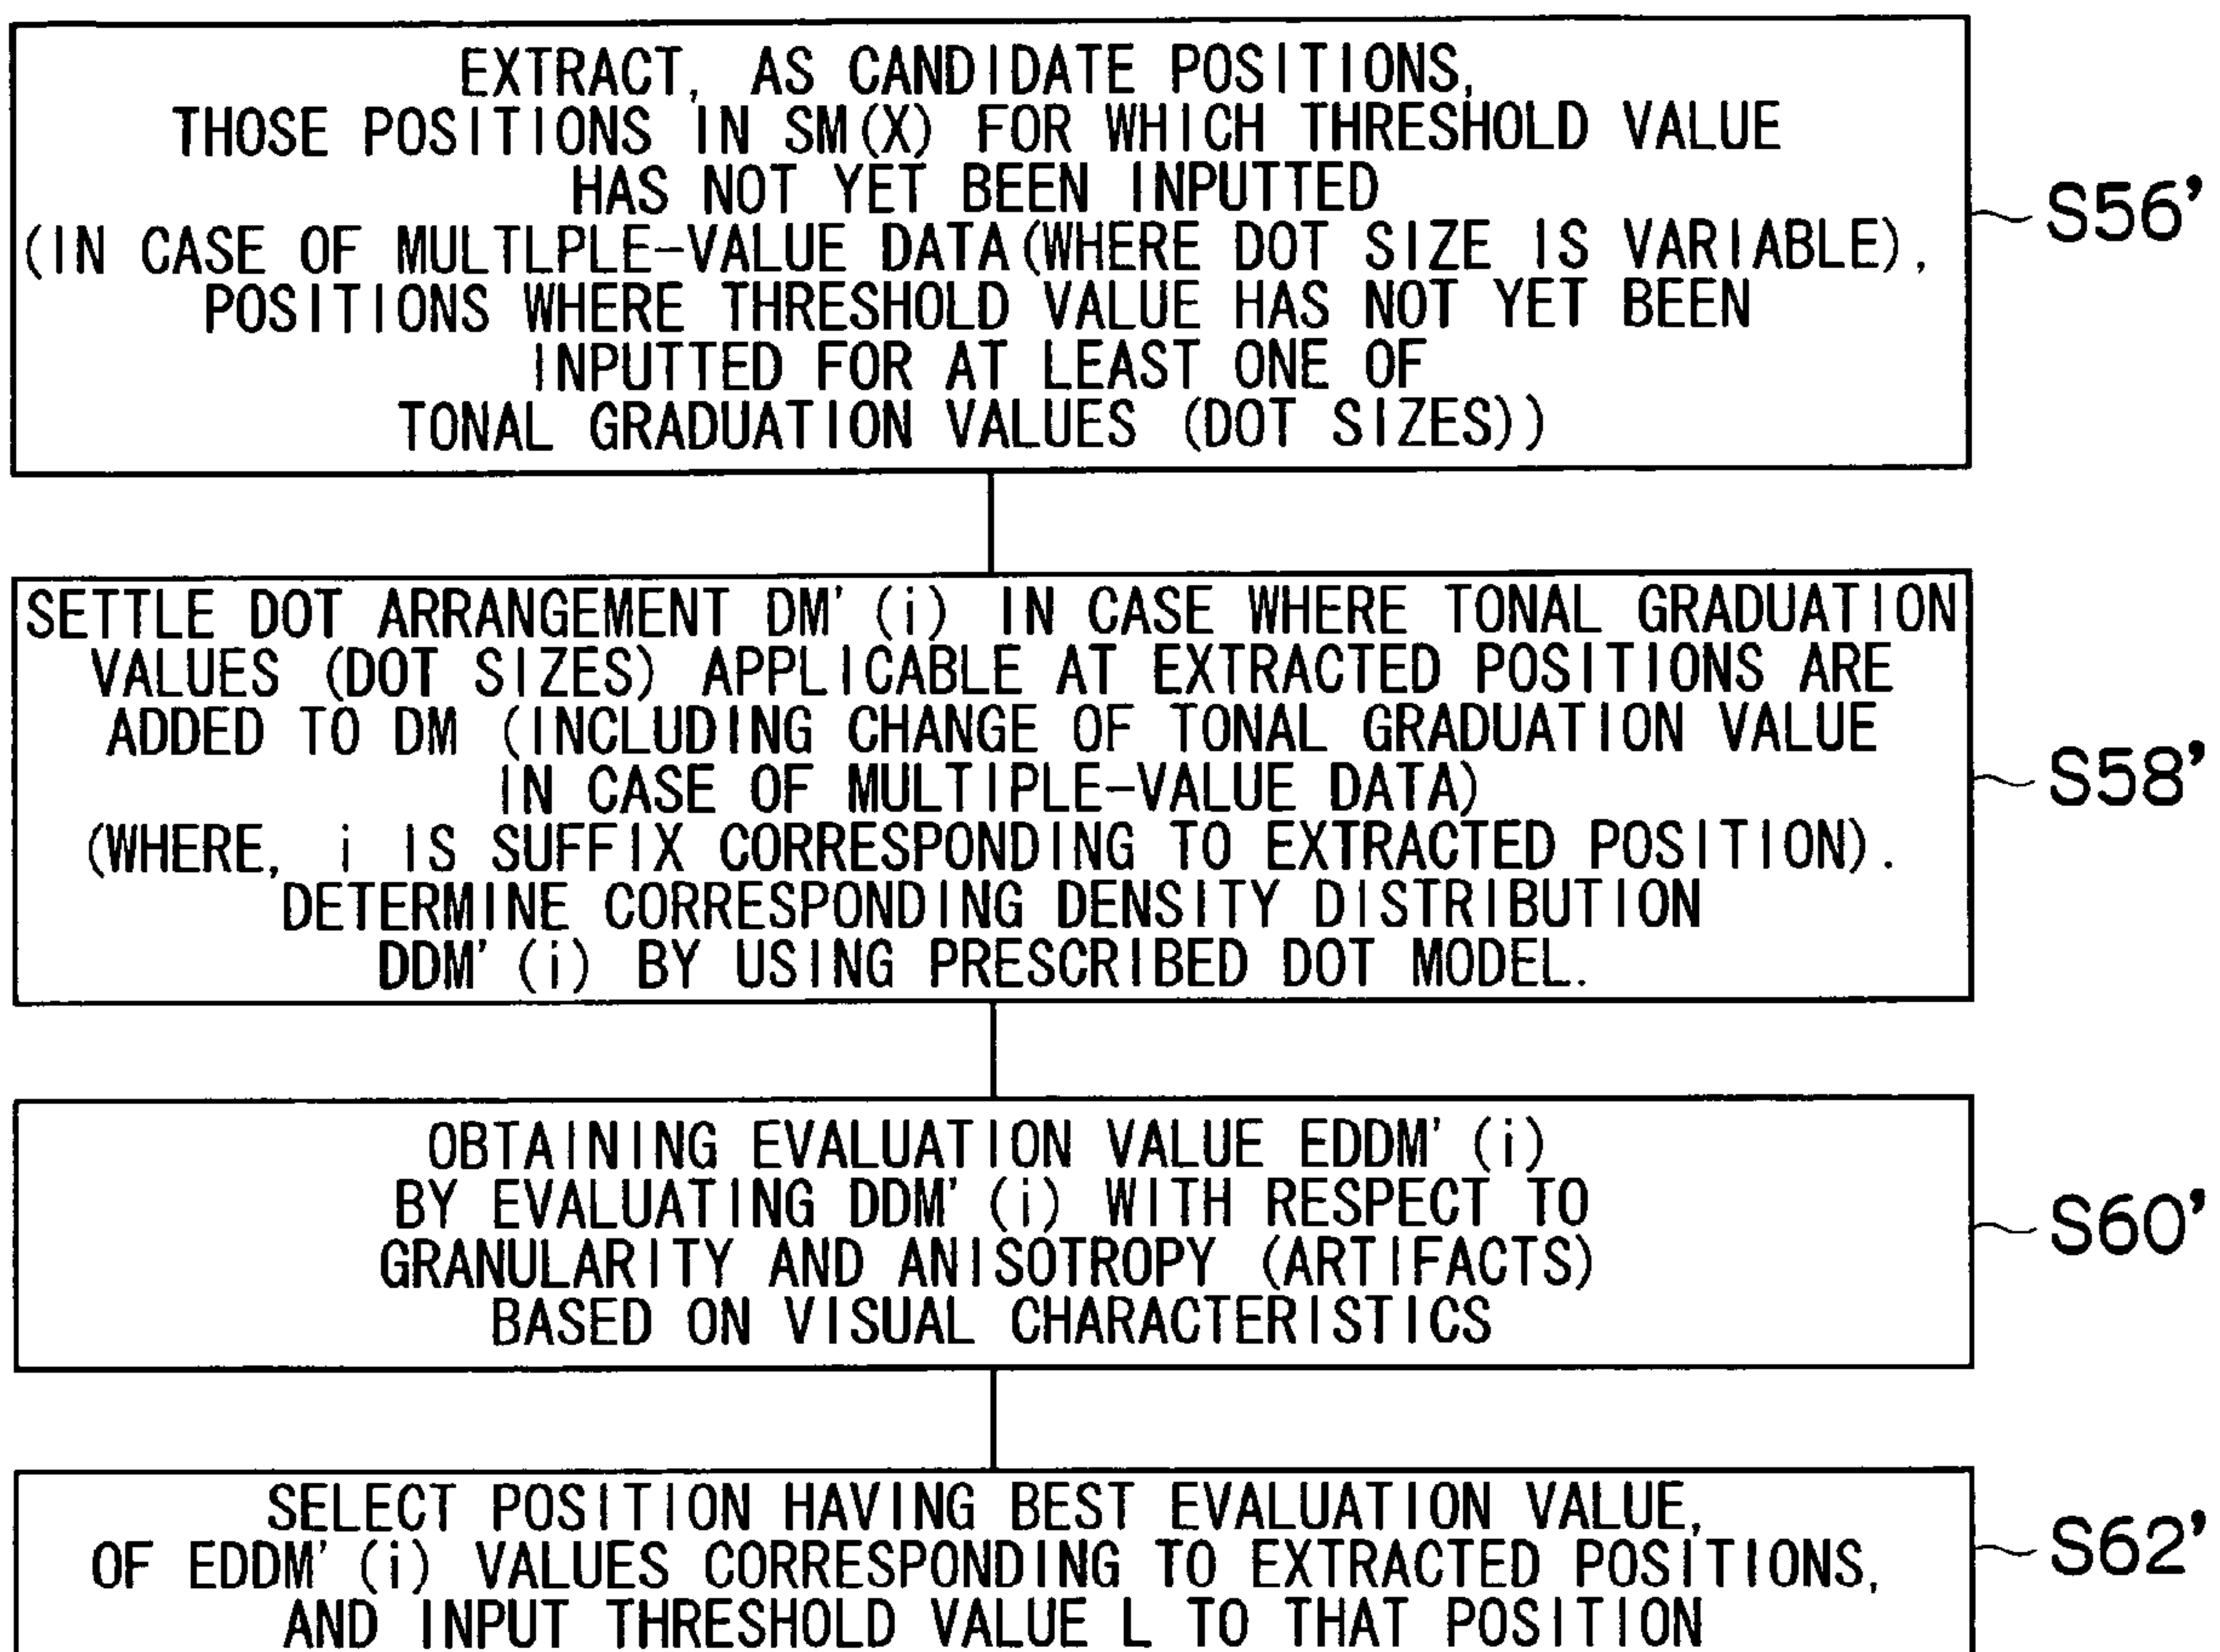 EXTRACT, AS CANDIDATE POSITIONS,
THOSE POSITIONS IN SM(X) FOR WHICH THRESHOLD VALUE
HAS NOT YET BEEN INPUTTED
(IN CASE OF MULTLPLE-VALUE DATA(WHERE DOT SIZE IS VARIABLE),
POSITIONS WHERE THRESHOLD VALUE HAS NOT YET BEEN
INPUTTED FOR AT LEAST ONE OF
TONAL GRADUATION VALUES (DOT SIZES))
S56'
SETTLE DOT ARRANGEMENT DM'(i) IN CASE WHERE TONAL GRADUATION
VALUES (DOT SIZES) APPLICABLE AT EXTRACTED POSITIONS ARE
ADDED TO DM (INCLUDING CHANGE OF TONAL GRADUATION VALUE
IN CASE OF MULTIPLE-VALUE DATA)
(WHERE, i IS SUFFIX CORRESPONDING TO EXTRACTED POSITION).
DETERMINE CORRESPONDING DENSITY DISTRIBUTION
DDM'(i) BY USING PRESCRIBED DOT MODEL.
S58'
OBTAINING EVALUATION VALUE EDDM'(i)
BY EVALUATING DDM'(i) WITH RESPECT TO
GRANULARITY AND ANISOTROPY (ARTIFACTS)
BASED ON VISUAL CHARACTERISTICS
S60'
SELECT POSITION HAVING BEST EVALUATION VALUE,
OF EDDM'(i) VALUES CORRESPONDING TO EXTRACTED POSITIONS,
AND INPUT THRESHOLD VALUE L TO THAT POSITION
S62'